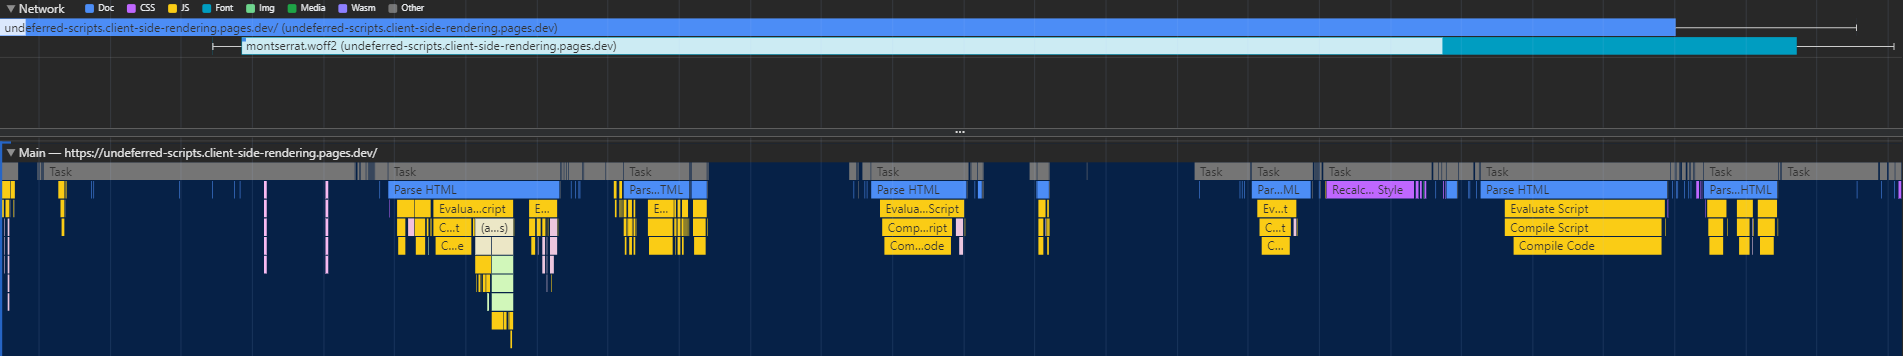 Network Doc CSS JS Font Img Media Wasm Other
undeferred-scripts.client-side-rendering.pages.dev/ (undeferred-scripts.client-side-rendering.pages.dev)
montserrat.woff2 (undeferred-scripts.client-side-rendering.pages.dev)
...
Main — https://undeferred-scripts.client-side-rendering.pages.dev/
Task Task Task Task Task Task Task Task Task Task
Parse HTML Pars...TML Parse HTML Par...ML Recalc... Style Parse HTML Pars...HTML
Evalua...cript E... E... Evalua...Script Ev...t Evaluate Script
C...t (a...s) Comp...ript C...t Compile Script
C...e Com...ode C... Compile Code